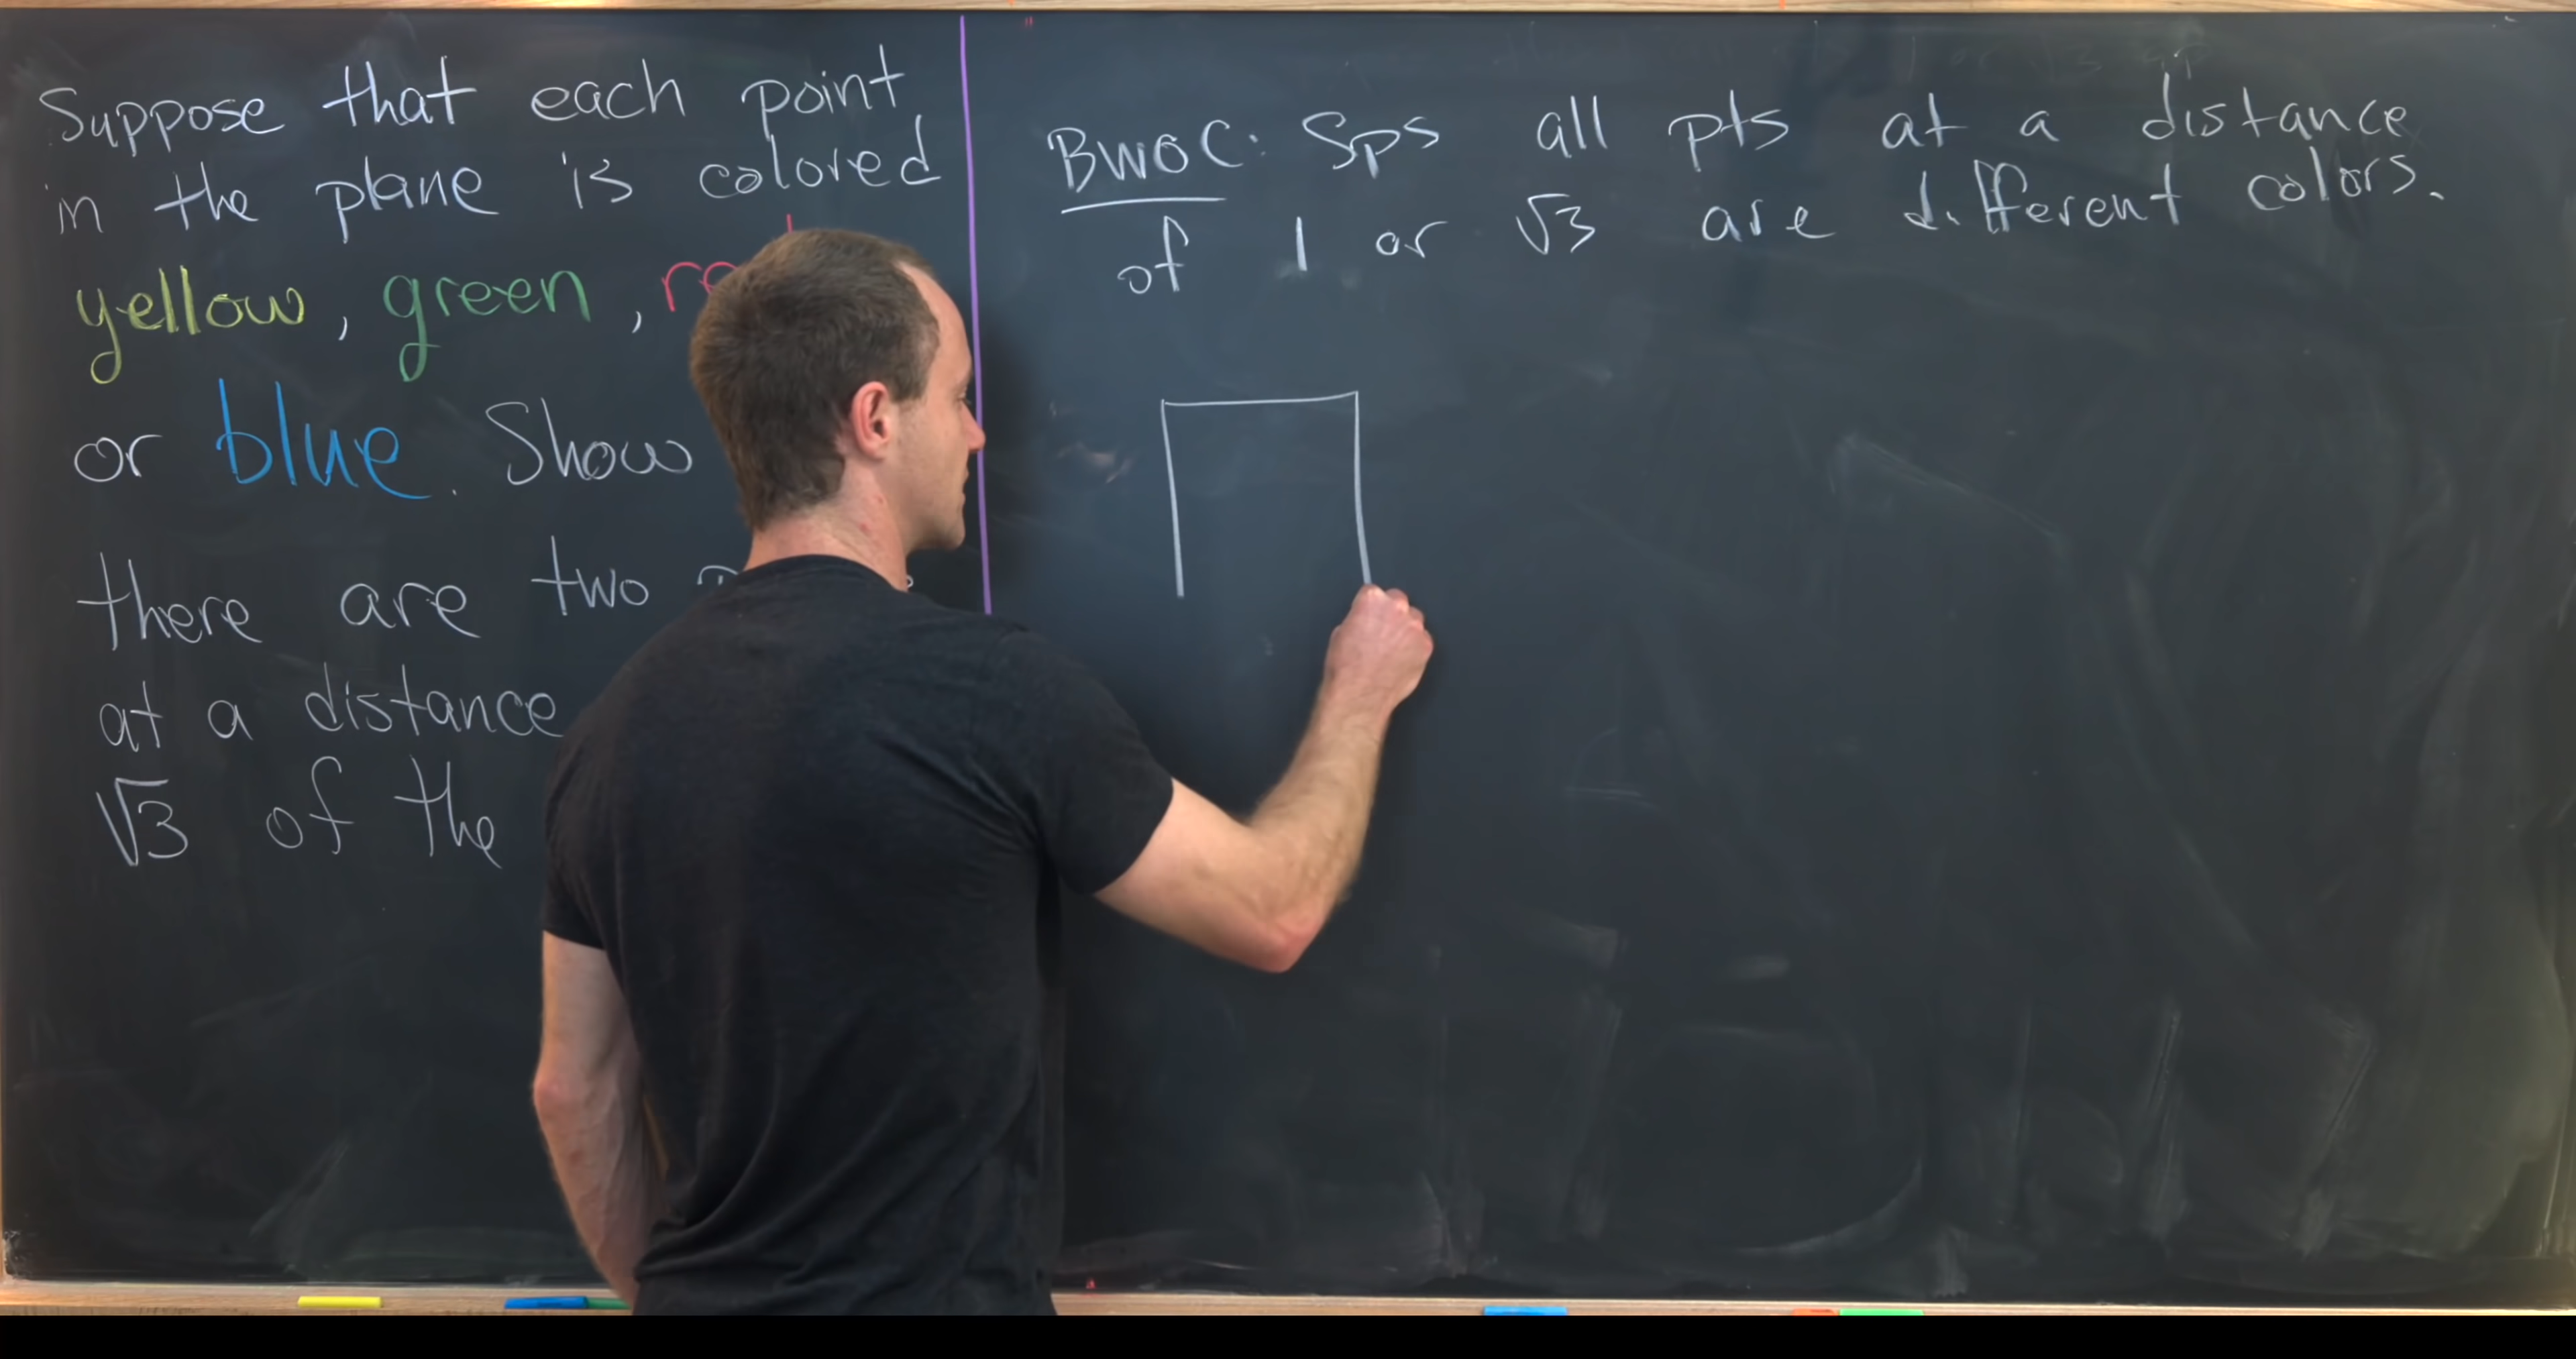 Suppose that each point
in the plane is colored
yellow, green,
or blue. Show
there are two
at a distance
√3 of the
BWOC: Sps all pts at a distance
of 1 or √3 are different colors.